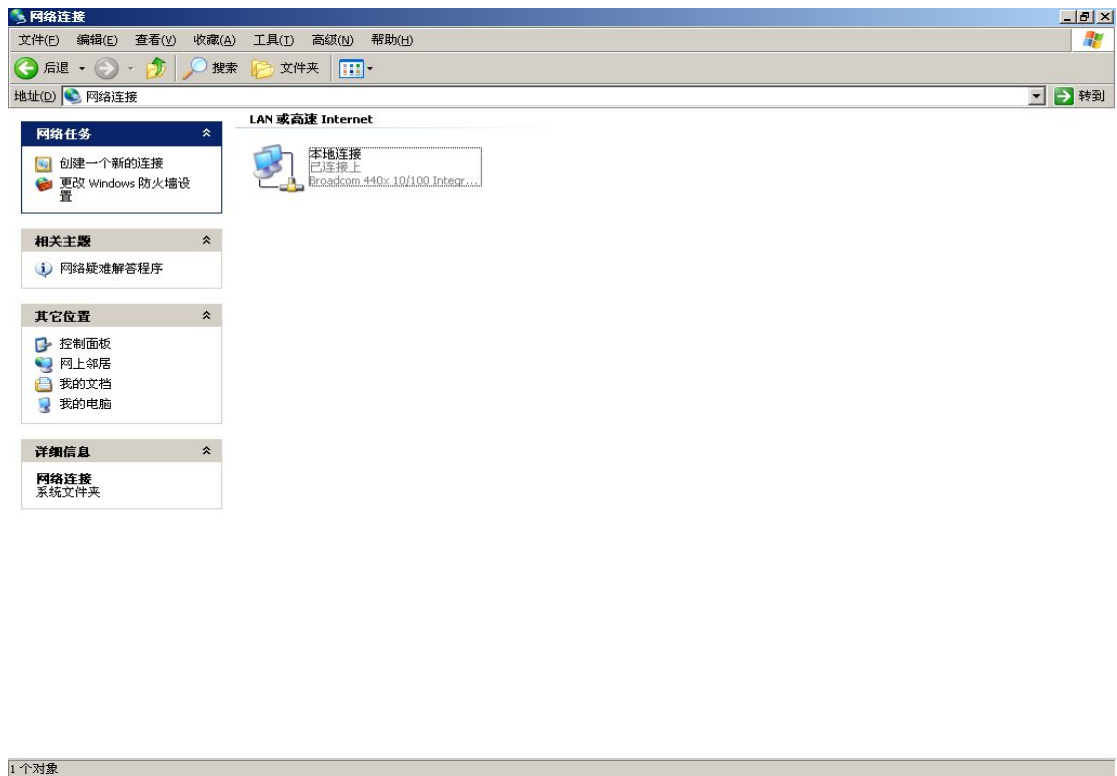 网络连接
文件(F) 编辑(E) 查看(V) 收藏(A) 工具(T) 高级(N) 帮助(H)
后退 搜索 文件夹
地址(D) 网络连接 转到
网络任务
创建一个新的连接
更改 Windows 防火墙设
置
相关主题
网络疑难解答程序
其它位置
控制面板
网上邻居
我的文档
我的电脑
详细信息
网络连接
系统文件夹
LAN 或高速 Internet
本地连接
已连接上
Broadcom 440x 10/100 Integr...
1 个对象